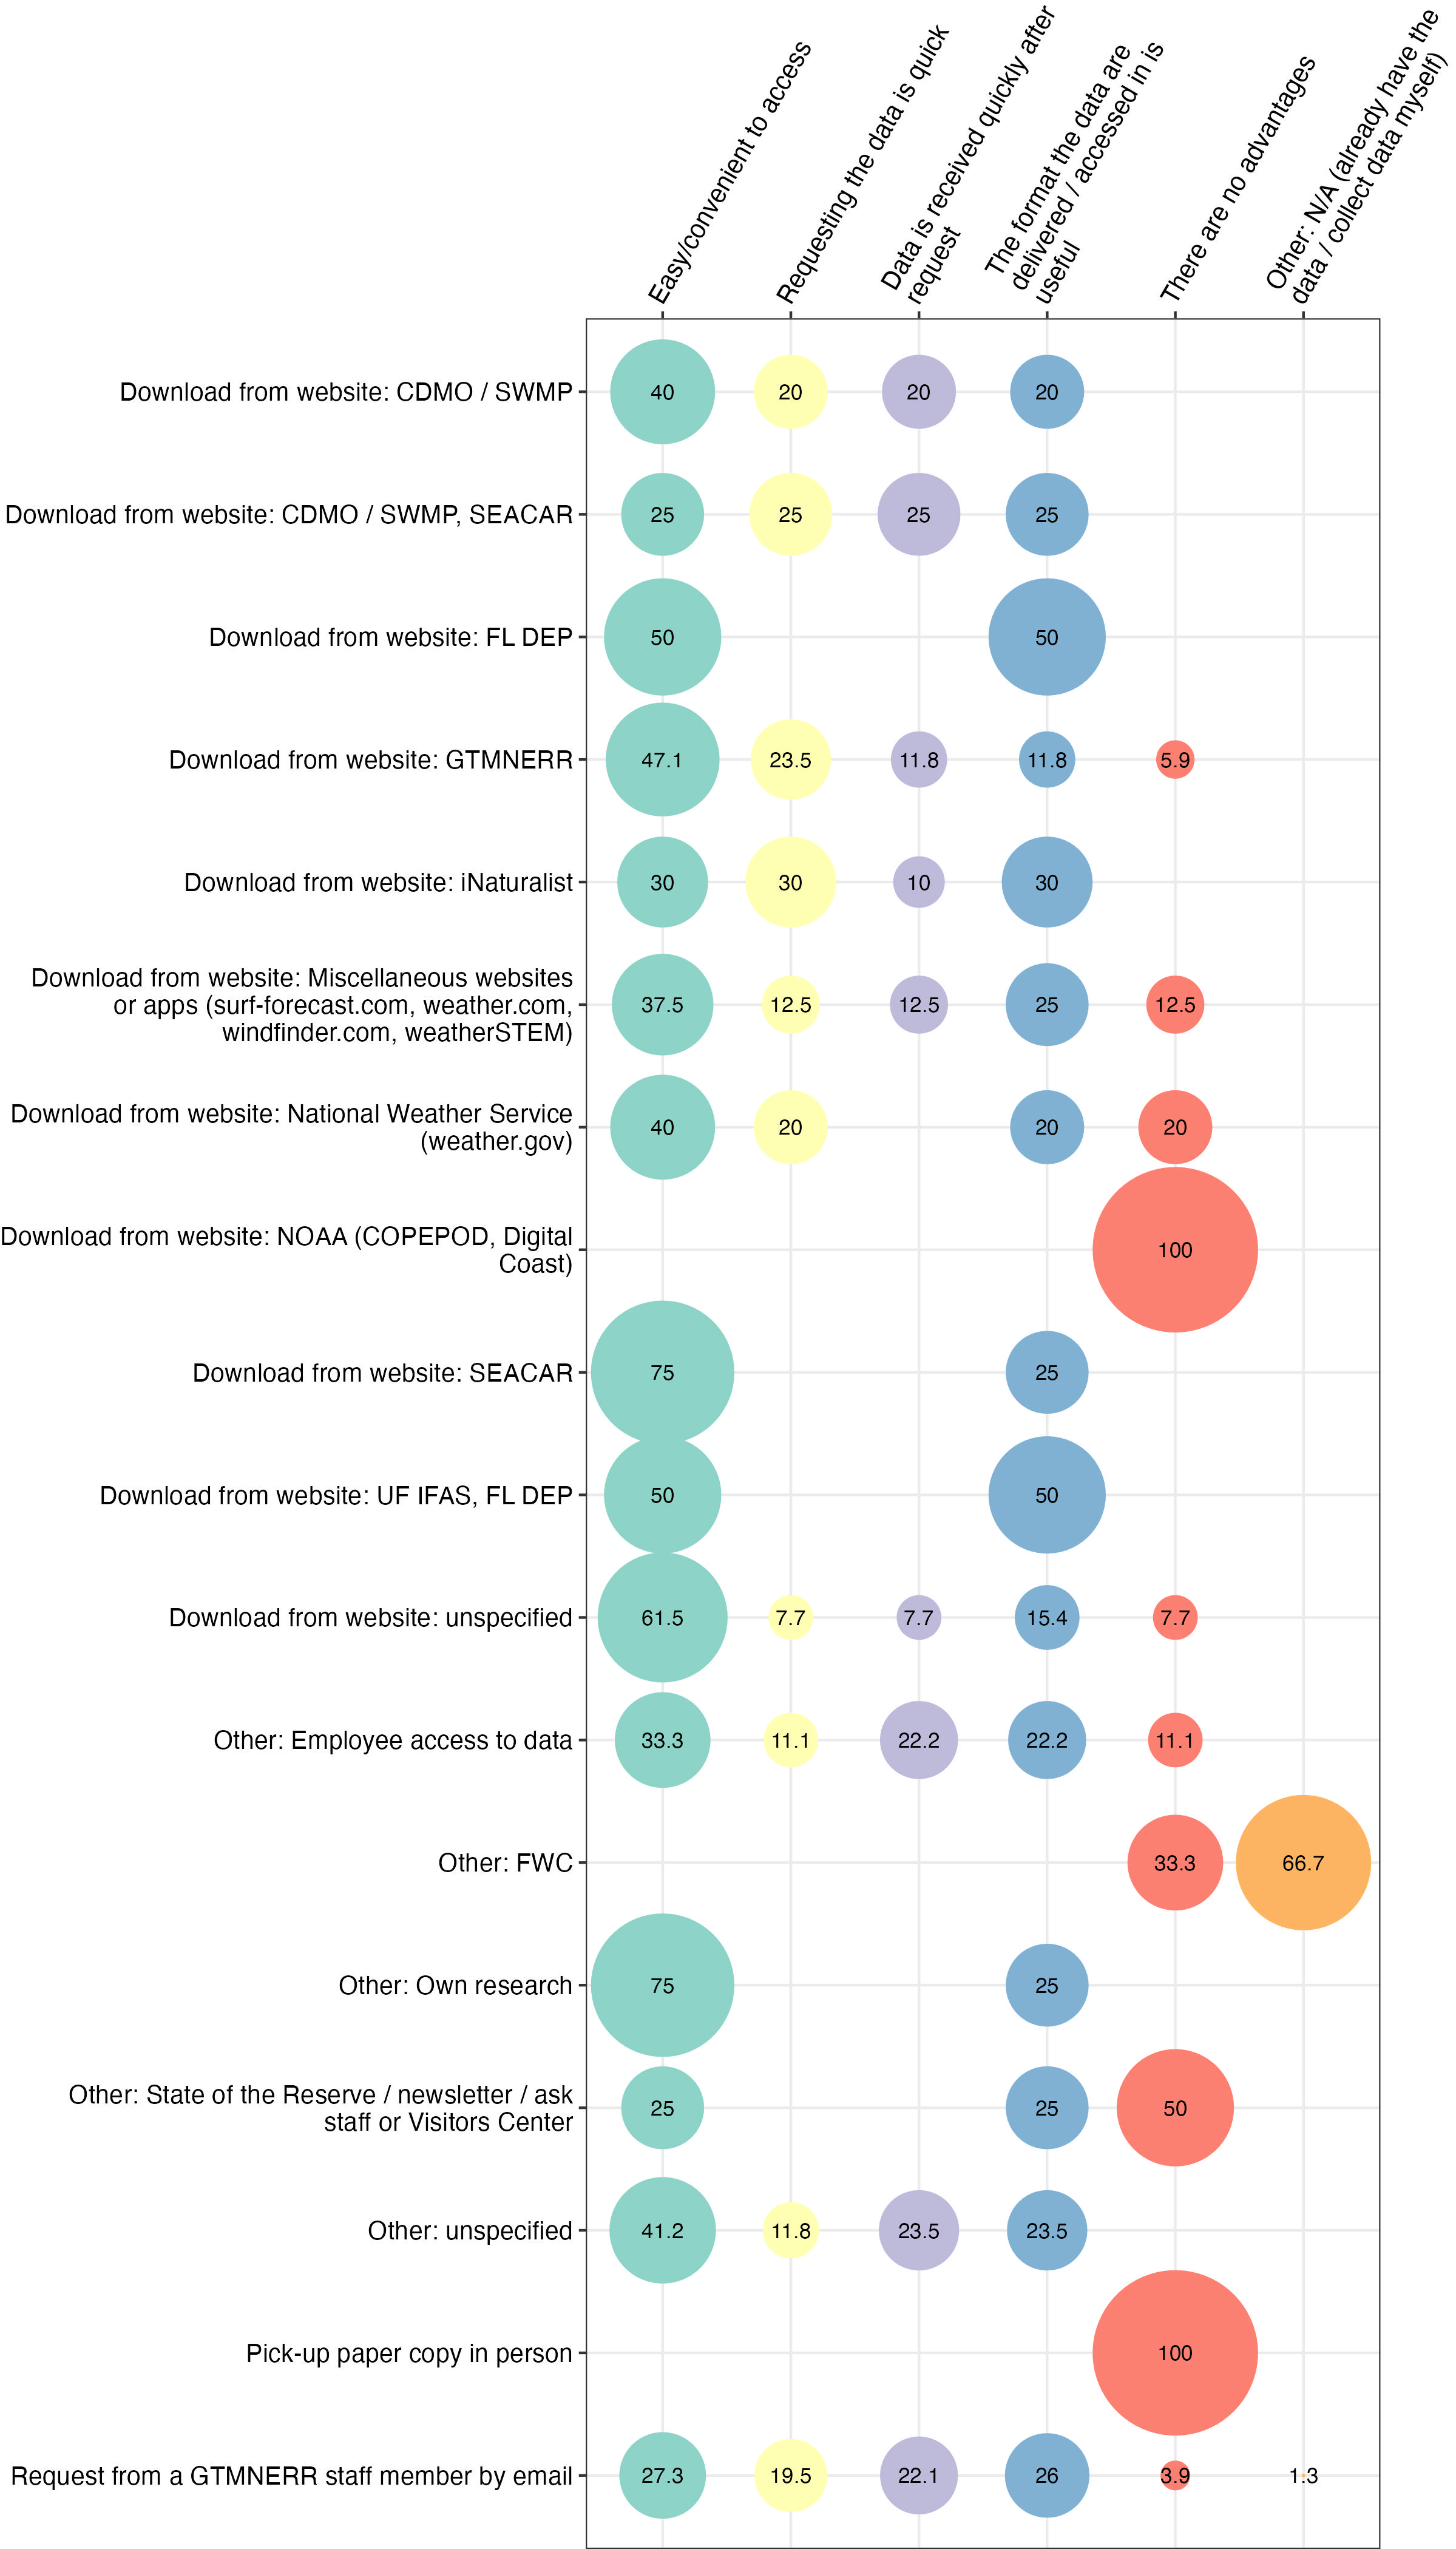 Easy/convenient to access
Requesting the data is quick
Data is received quickly after
request
The format the data are
delivered / accessed in is
useful
There are no advantages
Other: N/A (already have the
data / collect data myself)
Download from website: CDMO / SWMP
40
20
20
20
Download from website: CDMO / SWMP, SEACAR
25
25
25
25
Download from website: FL DEP
50
50
Download from website: GTMNERR
47.1
23.5
11.8
11.8
5.9
Download from website: iNaturalist
30
30
10
30
Download from website: Miscellaneous websites
or apps (surf-forecast.com, weather.com,
windfinder.com, weatherSTEM)
37.5
12.5
12.5
25
12.5
Download from website: National Weather Service
(weather.gov)
40
20
20
20
Download from website: NOAA (COPEPOD, Digital
Coast)
100
Download from website: SEACAR
75
25
Download from website: UF IFAS, FL DEP
50
50
Download from website: unspecified
61.5
7.7
7.7
15.4
7.7
Other: Employee access to data
33.3
11.1
22.2
22.2
11.1
Other: FWC
33.3
66.7
Other: Own research
75
25
Other: State of the Reserve / newsletter / ask
staff or Visitors Center
25
25
50
Other: unspecified
41.2
11.8
23.5
23.5
Pick-up paper copy in person
100
Request from a GTMNERR staff member by email
27.3
19.5
22.1
26
3.9
1.3